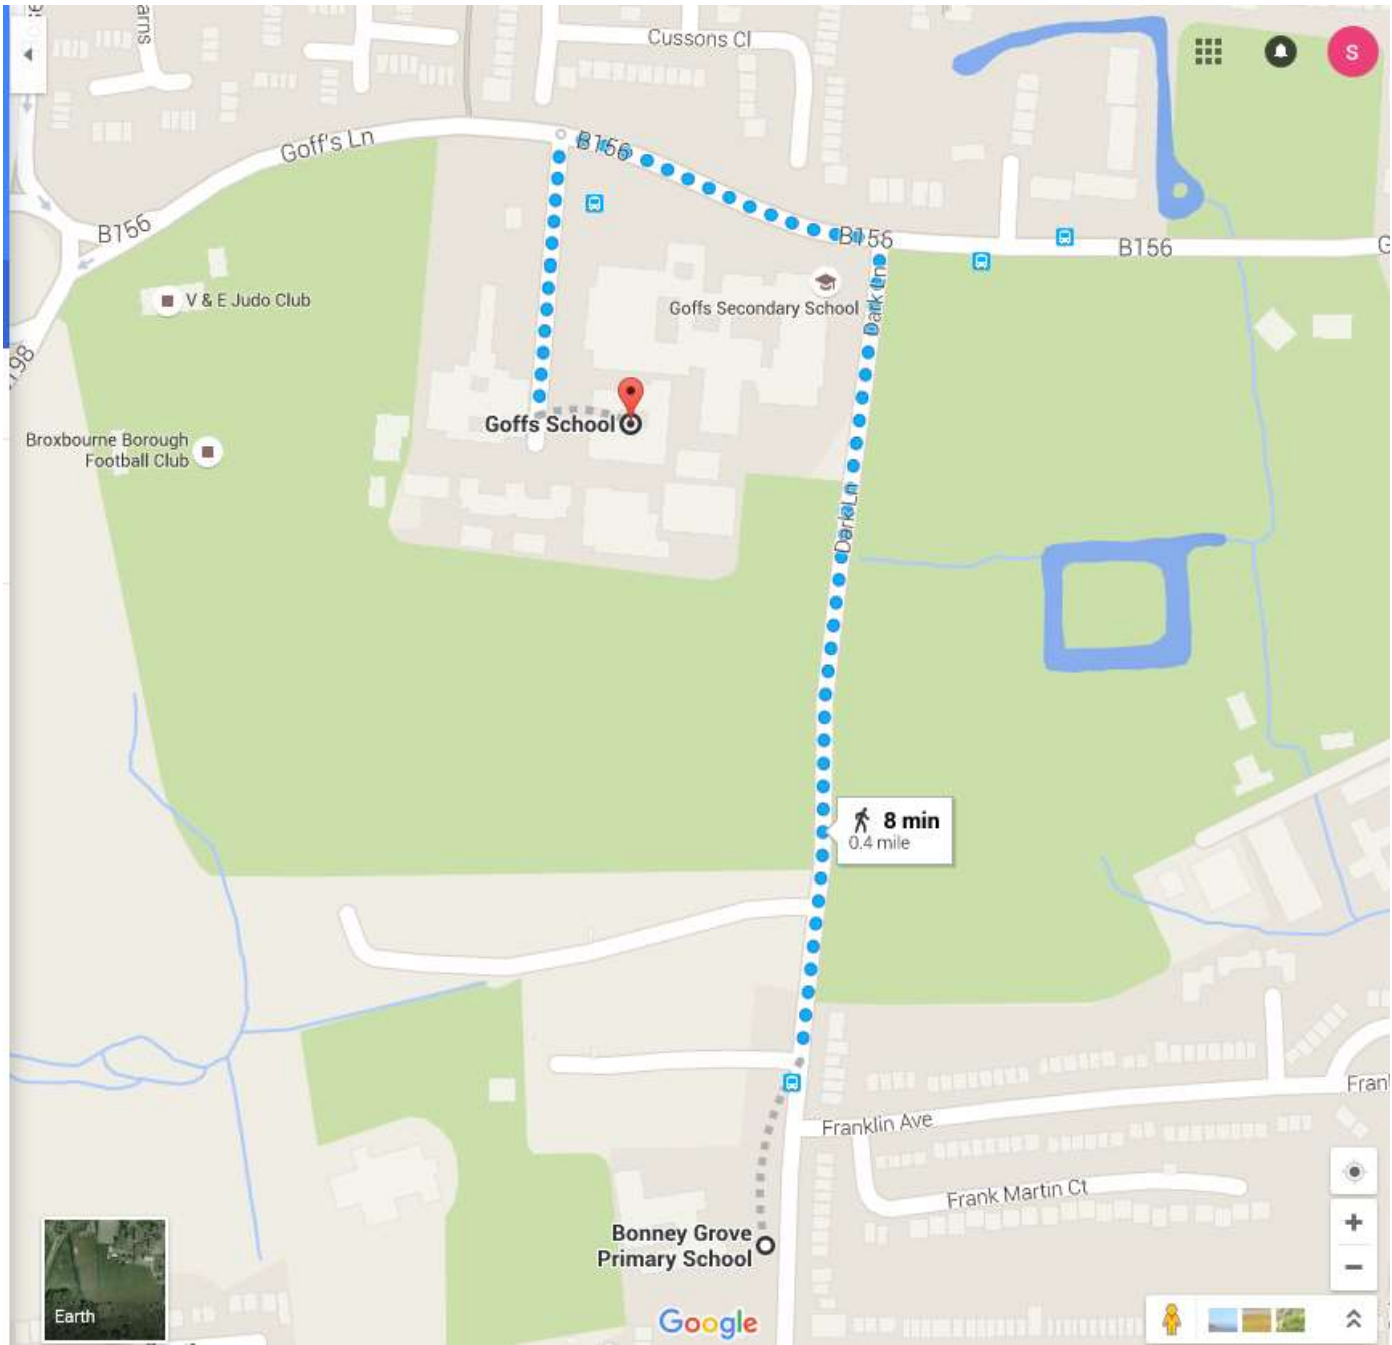 Cussons Cl
S
Goff's Ln
B156
B156
B156
B156
Dark Ln
Goffs Secondary School
V & E Judo Club
Goffs School
Broxbourne Borough
Football Club
Dark Ln
8 min
0.4 mile
Franklin Ave
Frank Martin Ct
Bonney Grove
Primary School
Earth
Google